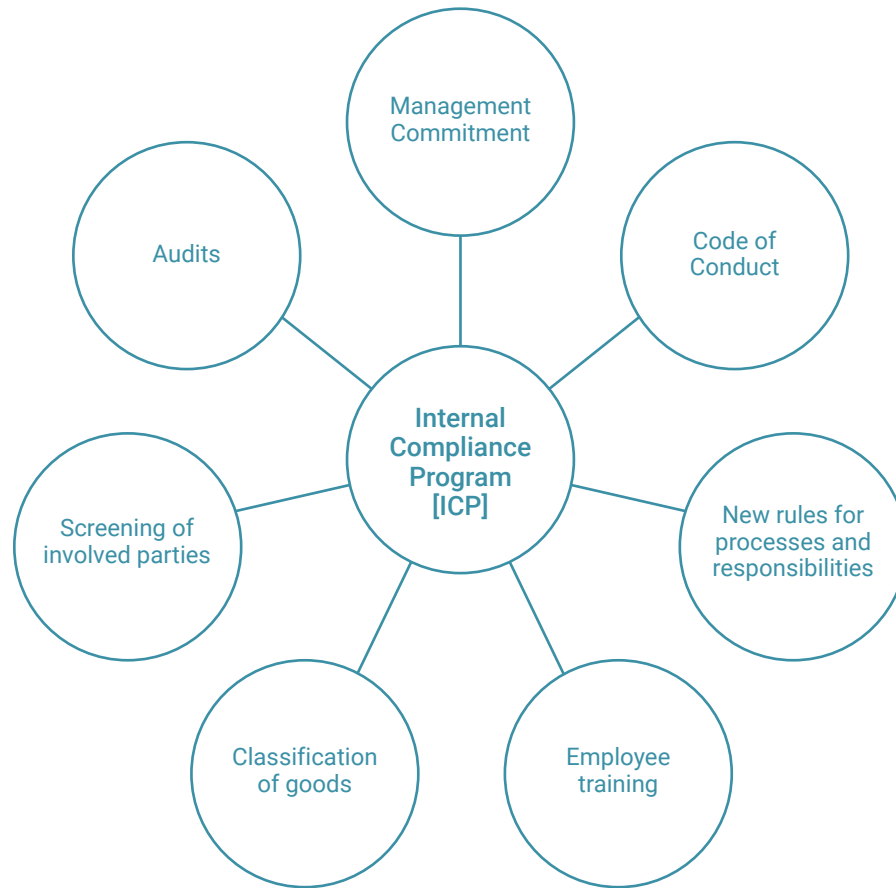 Management
Commitment
Code of
Conduct
Audits
Internal
Compliance
Program
[ICP]
New rules for
processes and
responsibilities
Screening of
involved parties
Employee
training
Classification
of goods